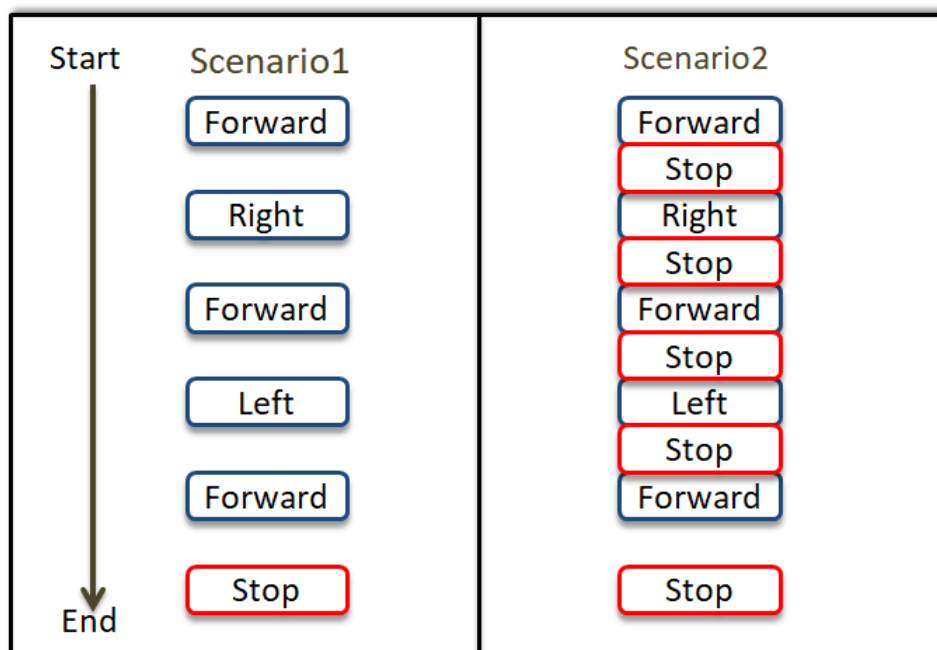 Start
Scenario1
Forward
Right
Forward
Left
Forward
Stop
End
Scenario2
Forward
Stop
Right
Stop
Forward
Stop
Left
Stop
Forward
Stop